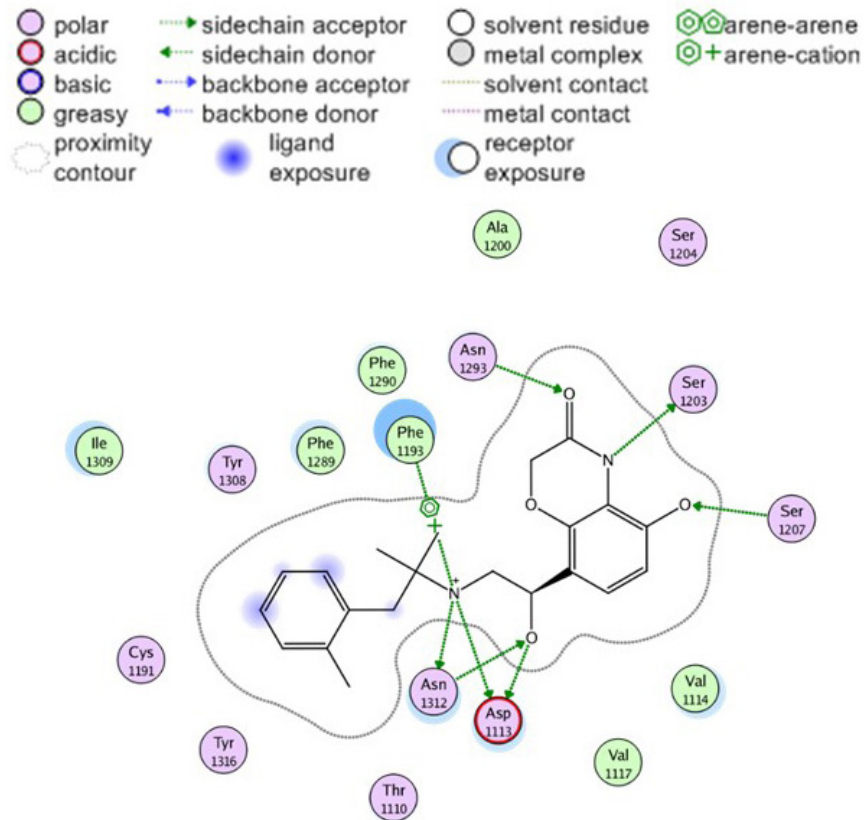 polar sidechain acceptor solvent residue arene-arene
acidic sidechain donor metal complex + arene-cation
basic backbone acceptor solvent contact
greasy backbone donor metal contact
proximity ligand receptor
contour exposure exposure
Ala
1200
Ser
1204
Asn
1293
Phe
1290
O
Ser
1203
Phe
1193
Ile
1309
Phe
1289
Tyr
1308
N
O
O
Ser
1207
+
+
N
O
Cys
1191
Asn
1312
Val
1114
Asp
1113
Tyr
1316
Val
1117
Thr
1110